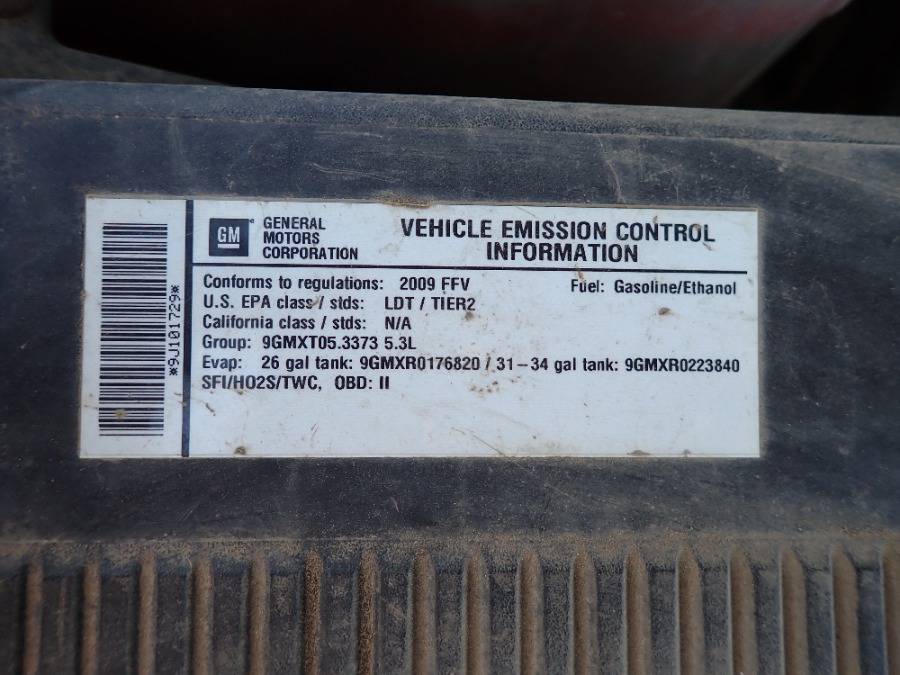 GM
GENERAL
MOTORS
CORPORATION
VEHICLE EMISSION CONTROL
INFORMATION
Conforms to regulations: 2009 FFV Fuel: Gasoline/Ethanol
U.S. EPA class / stds: LDT / TIER2
California class / stds: N/A
Group: 9GMXT05.3373 5.3L
Evap: 26 gal tank: 9GMXR0176820 / 31-34 gal tank: 9GMXR0223840
SFI/HO2S/TWC, OBD: II
*9J101729*